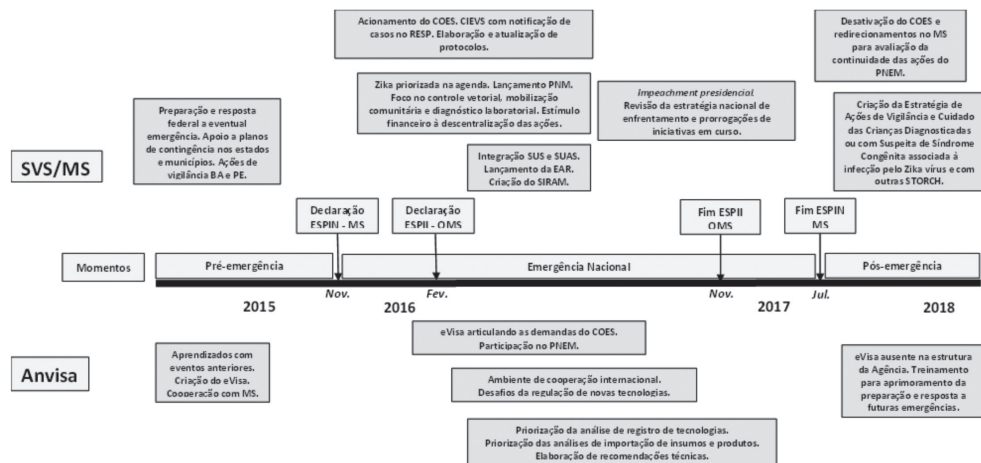 Acionamento do COES. CIEVS com notificação de
casos no RESP. Elaboração e atualização de
protocolos.
Desativação do COES e
redirecionamentos no MS
para avaliação da
continuidade das ações do
PNEM.
Zika priorizada na agenda. Lançamento PNM.
Foco no controle vetorial, mobilização
comunitária e diagnóstico laboratorial. Estímulo
financeiro à descentralização das ações.
Impeachment presidencial.
Revisão da estratégia nacional de
enfrentamento e prorrogações de
iniciativas em curso.
Preparação e resposta
federal a eventual
emergência. Apoio a planos
de contingência nos estados
e municípios. Ações de
vigilância BA e PE.
Criação da Estratégia de
Ações de Vigilância e Cuidado
das Crianças Diagnosticadas
ou com Suspeita de Síndrome
Congênita associada à
infecção pelo Zika vírus e com
outras STORCH.
SVS/MS
Integração SUS e SUAS.
Lançamento da EAR.
Criação do SIRAM.
Declaração
ESPIN - MS
Declaração
ESPII - OMS
Fim ESPII
OMS
Fim ESPIN
MS
Momentos
Pré-emergência
Emergência Nacional
Pós-emergência
Nov.
Fev.
Nov.
Jul.
2015
2016
2017
2018
eVisa articulando as demandas do COES.
Participação no PNEM.
Anvisa
Aprendizados com
eventos anteriores.
Criação do eVisa.
Cooperação com MS.
Ambiente de cooperação internacional.
Desafios da regulação de novas tecnologias.
eVisa ausente na estrutura
da Agência. Treinamento
para aprimoramento da
preparação e resposta a
futuras emergências.
Priorização da análise de registro de tecnologias.
Priorização das análises de importação de insumos e produtos.
Elaboração de recomendações técnicas.